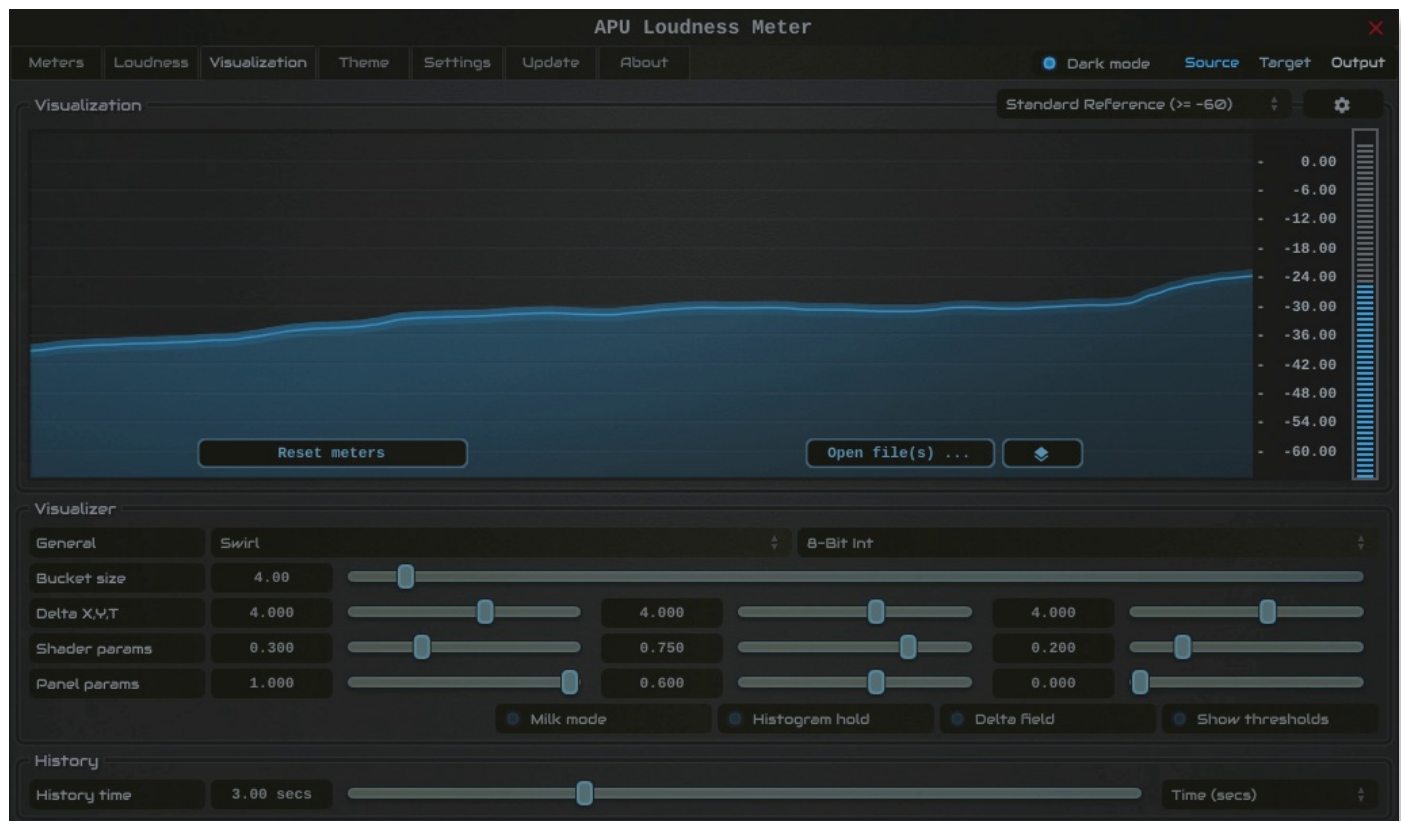 APU Loudness Meter
Meters Loudness Visualization Theme Settings Update About Dark mode Source Target Output
Visualization Standard Reference (>= -60)
- 0.00
- -6.00
- -12.00
- -18.00
- -24.00
- -30.00
- -36.00
- -42.00
- -48.00
- -54.00
- -60.00
Reset meters Open file(s) ...
Visualizer
General Swirl 8-Bit Int
Bucket size 4.00
Delta X,Y,T 4.000 4.000 4.000
Shader params 0.300 0.750 0.200
Panel params 1.000 0.600 0.000
Milk mode Histogram hold Delta field Show thresholds
History
History time 3.00 secs Time (secs)